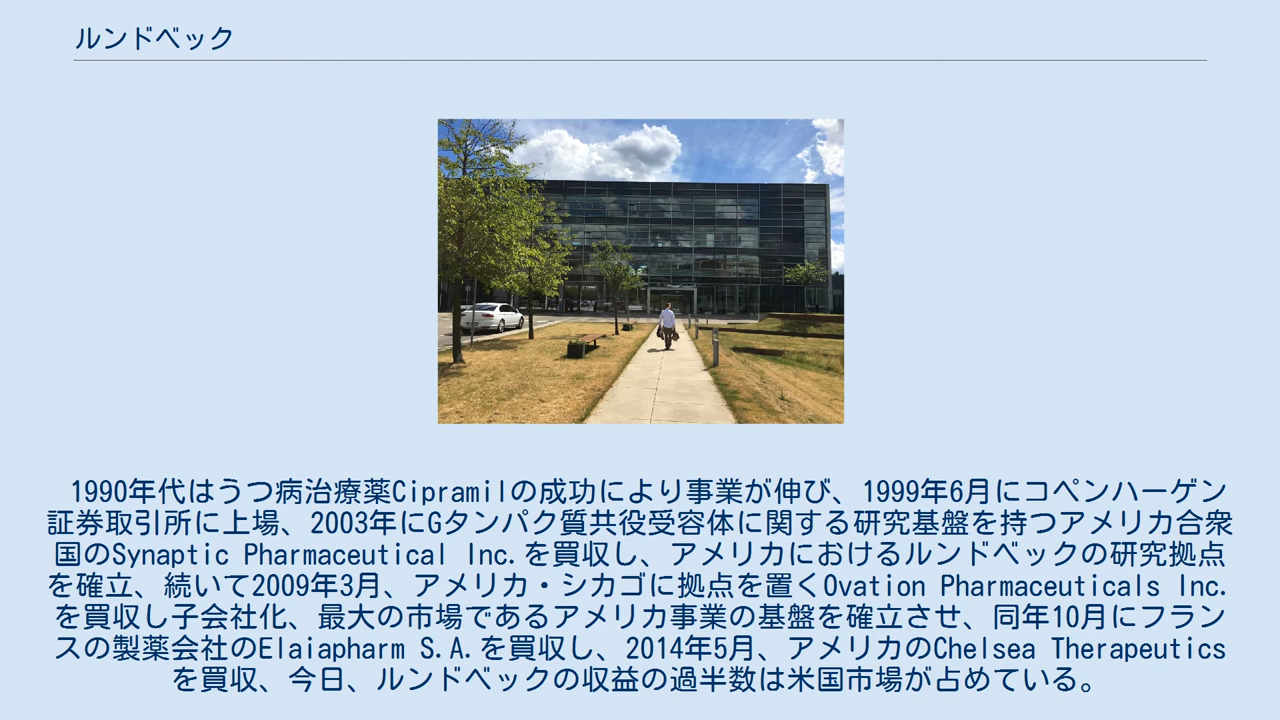 ルンドベック
1990年代はうつ病治療薬Cipramilの成功により事業が伸び、1999年6月にコペンハーゲン
証券取引所に上場、2003年にGタンパク質共役受容体に関する研究基盤を持つアメリカ合衆
国のSynaptic Pharmaceutical Inc.を買収し、アメリカにおけるルンドベックの研究拠点
を確立、続いて2009年3月、アメリカ・シカゴに拠点を置くOvation Pharmaceuticals Inc.
を買収し子会社化、最大の市場であるアメリカ事業の基盤を確立させ、同年10月にフラン
スの製薬会社のElaiapharm S.A.を買収し、2014年5月、アメリカのChelsea Therapeutics
を買収、今日、ルンドベックの収益の過半数は米国市場が占めている。